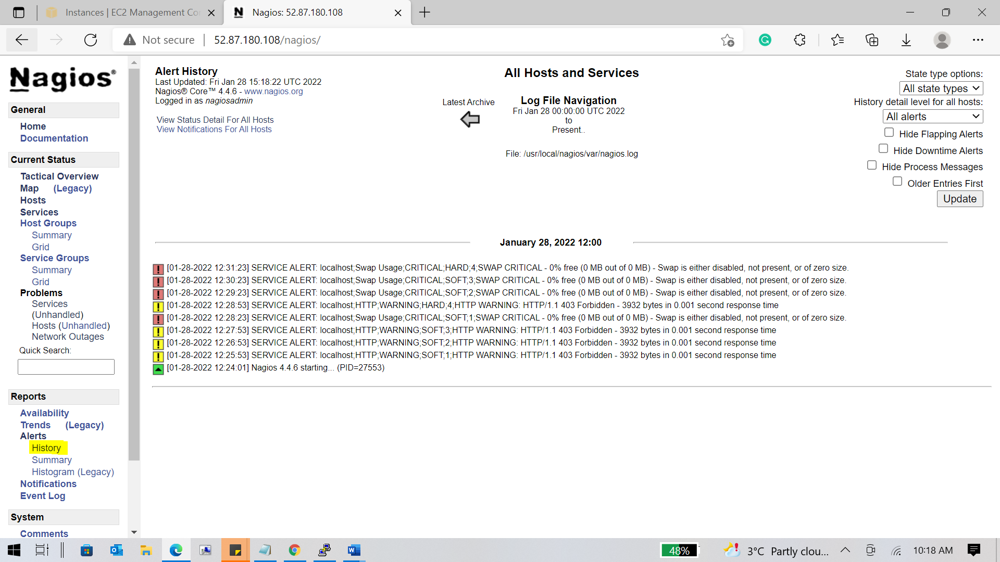 Instances | EC2 Management Co
Nagios: 52.87.180.108
Not secure
52.87.180.108/nagios/
Nagios®
General
Home
Documentation
Current Status
Tactical Overview
Map (Legacy)
Hosts
Services
Host Groups
Summary
Grid
Service Groups
Summary
Grid
Problems
Services
(Unhandled)
Hosts (Unhandled)
Network Outages
Quick Search:
Reports
Availability
Trends (Legacy)
Alerts
History
Summary
Histogram (Legacy)
Notifications
Event Log
System
Comments
Alert History
Last Updated: Fri Jan 28 15:18:22 UTC 2022
Nagios® Core™ 4.4.6 - www.nagios.org
Logged in as nagiosadmin
View Status Detail For All Hosts
View Notifications For All Hosts
All Hosts and Services
Latest Archive
Log File Navigation
Fri Jan 28 00:00:00 UTC 2022
to
Present..
File: /usr/local/nagios/var/nagios.log
State type options:
All state types
History detail level for all hosts:
All alerts
Hide Flapping Alerts
Hide Downtime Alerts
Hide Process Messages
Older Entries First
Update
January 28, 2022 12:00
[01-28-2022 12:31:23] SERVICE ALERT: localhost;Swap Usage;CRITICAL;HARD;4;SWAP CRITICAL - 0% free (0 MB out of 0 MB) - Swap is either disabled, not present, or of zero size.
[01-28-2022 12:30:23] SERVICE ALERT: localhost;Swap Usage;CRITICAL;SOFT;3;SWAP CRITICAL - 0% free (0 MB out of 0 MB) - Swap is either disabled, not present, or of zero size.
[01-28-2022 12:29:23] SERVICE ALERT: localhost;Swap Usage;CRITICAL;SOFT;2;SWAP CRITICAL - 0% free (0 MB out of 0 MB) - Swap is either disabled, not present, or of zero size.
[01-28-2022 12:28:53] SERVICE ALERT: localhost;HTTP;WARNING;HARD;4;HTTP WARNING: HTTP/1.1 403 Forbidden - 3932 bytes in 0.001 second response time
[01-28-2022 12:28:23] SERVICE ALERT: localhost;Swap Usage;CRITICAL;SOFT;1;SWAP CRITICAL - 0% free (0 MB out of 0 MB) - Swap is either disabled, not present, or of zero size.
[01-28-2022 12:27:53] SERVICE ALERT: localhost;HTTP;WARNING;SOFT;3;HTTP WARNING: HTTP/1.1 403 Forbidden - 3932 bytes in 0.001 second response time
[01-28-2022 12:26:53] SERVICE ALERT: localhost;HTTP;WARNING;SOFT;2;HTTP WARNING: HTTP/1.1 403 Forbidden - 3932 bytes in 0.001 second response time
[01-28-2022 12:25:53] SERVICE ALERT: localhost;HTTP;WARNING;SOFT;1;HTTP WARNING: HTTP/1.1 403 Forbidden - 3932 bytes in 0.001 second response time
[01-28-2022 12:24:01] Nagios 4.4.6 starting... (PID=27553)
48%
3°C Partly clou...
10:18 AM